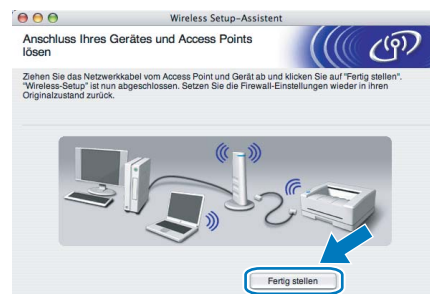 Wireless Setup-Assistent
Anschluss Ihres Gerätes und Access Points
lösen
Ziehen Sie das Netzwerkkabel vom Access Point und Gerät ab und klicken Sie auf "Fertig stellen".
"Wireless-Setup" ist nun abgeschlossen. Setzen Sie die Firewall-Einstellungen wieder in ihren
Originalzustand zurück.
Fertig stellen